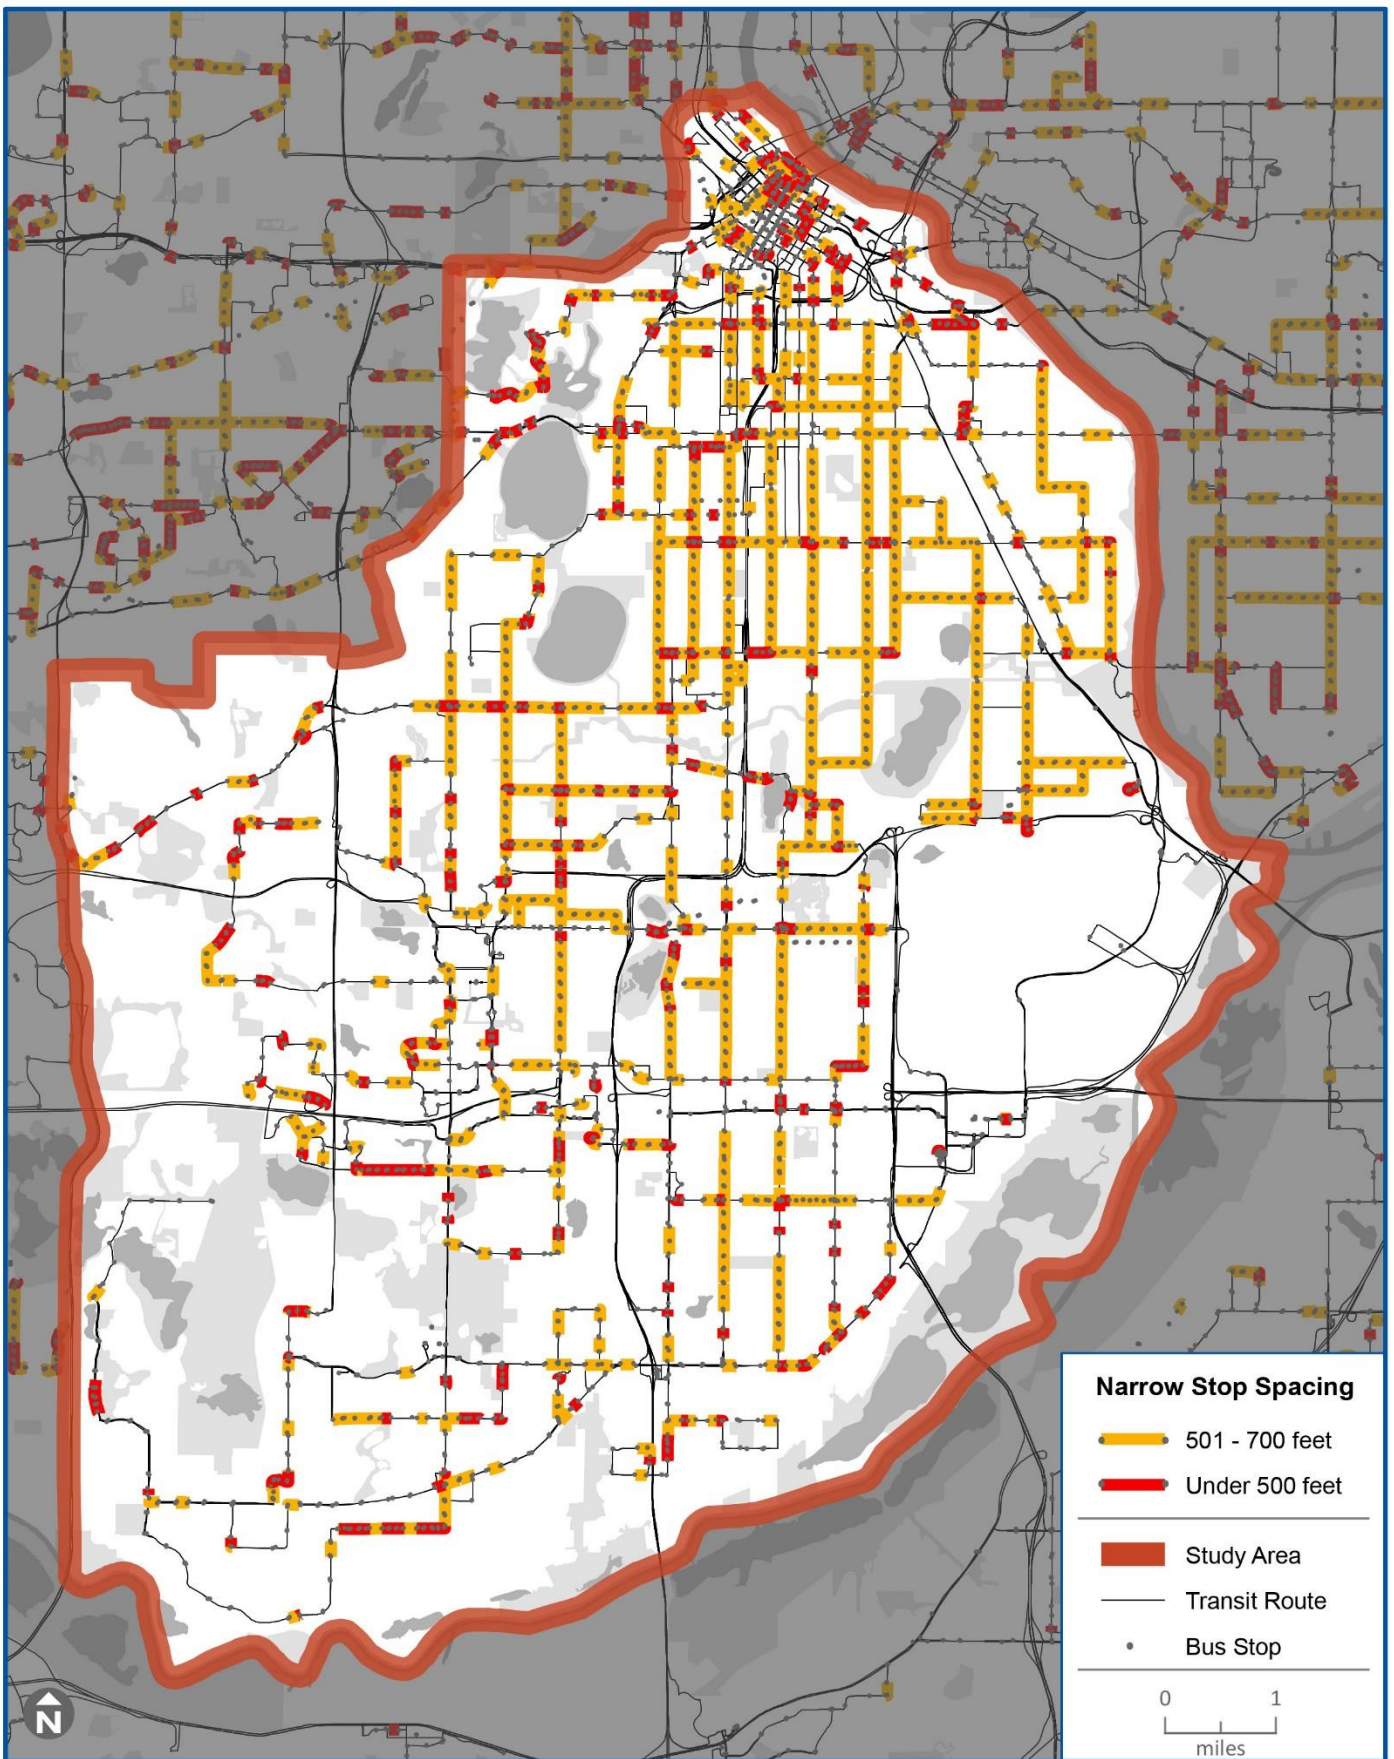 Narrow Stop Spacing
501 - 700 feet
Under 500 feet
Study Area
Transit Route
Bus Stop
0 1
miles
N